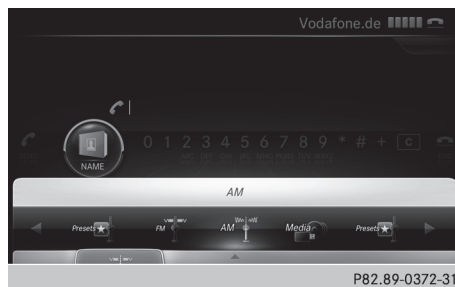 Vodafone.de
0 1 2 3 4 5 6 7 8 9 * # + C
NAME
AM
Presets FM AM Media Presets
P82.89-0372-31